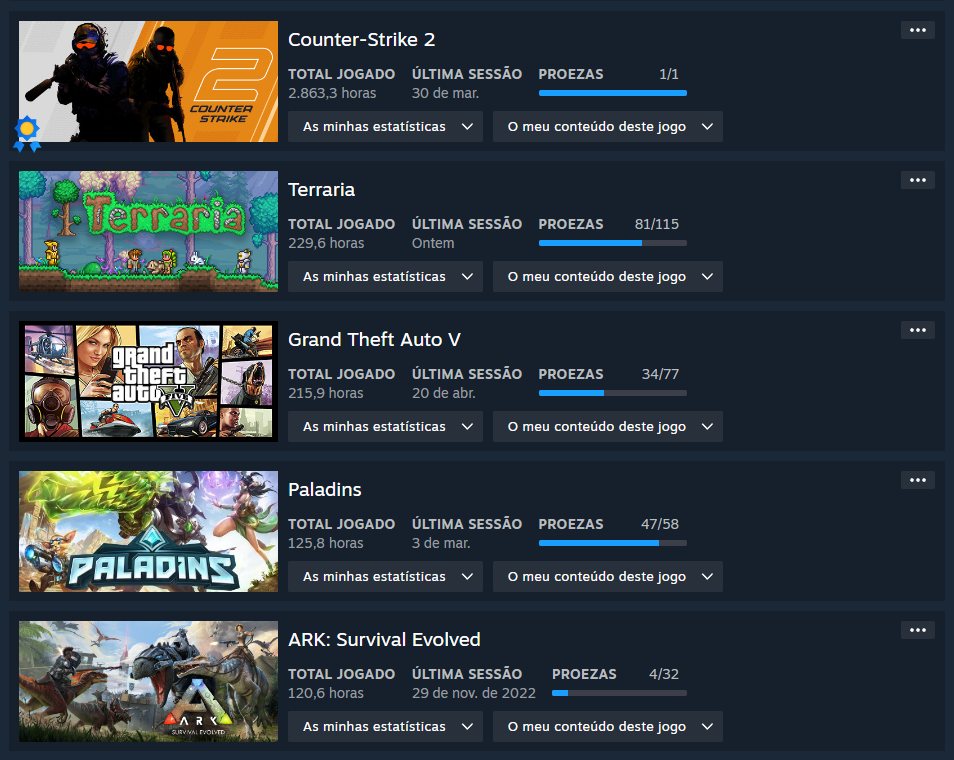 Counter-Strike 2
TOTAL JOGADO ÚLTIMA SESSÃO PROEZAS 1/1
2.863,3 horas 30 de mar.
As minhas estatísticas O meu conteúdo deste jogo
2
COUNTER
STRIKE
Terraria
TOTAL JOGADO ÚLTIMA SESSÃO PROEZAS 81/115
229,6 horas Ontem
As minhas estatísticas O meu conteúdo deste jogo
Terraria
Grand Theft Auto V
TOTAL JOGADO ÚLTIMA SESSÃO PROEZAS 34/77
215,9 horas 20 de abr.
As minhas estatísticas O meu conteúdo deste jogo
grand
theft
auto
V
FIVE
Paladins
TOTAL JOGADO ÚLTIMA SESSÃO PROEZAS 47/58
125,8 horas 3 de mar.
As minhas estatísticas O meu conteúdo deste jogo
PALADINS
ARK: Survival Evolved
TOTAL JOGADO ÚLTIMA SESSÃO PROEZAS 4/32
120,6 horas 29 de nov. de 2022
As minhas estatísticas O meu conteúdo deste jogo
ARK
SURVIVAL EVOLVED